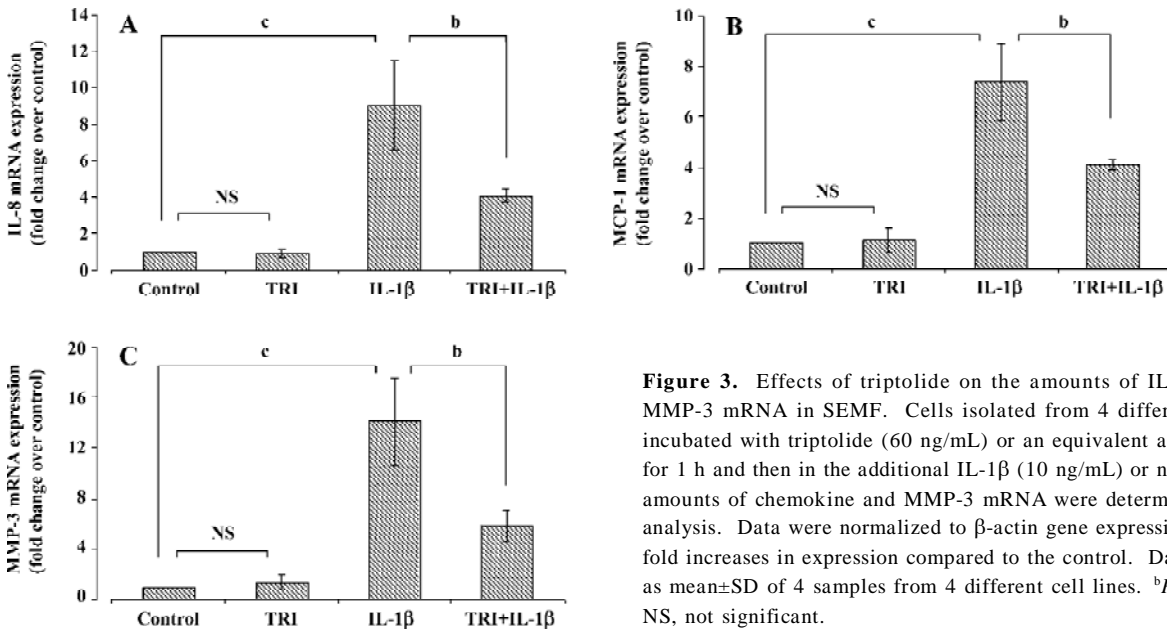 A
c
b
IL-8 mRNA expression
(fold change over control)
14
12
10
8
6
4
2
0
NS
Control TRI IL-1β TRI+IL-1β
B
c
b
MCP-1 mRNA expression
(fold change over control)
10
8
6
4
2
0
NS
Control TRI IL-1β TRI+IL-1β
C
c
b
MMP-3 mRNA expression
(fold change over control)
20
16
12
8
4
0
NS
Control TRI IL-1β TRI+IL-1β
Figure 3. Effects of triptolide on the amounts of IL
MMP-3 mRNA in SEMF. Cells isolated from 4 differ
incubated with triptolide (60 ng/mL) or an equivalent a
for 1 h and then in the additional IL-1β (10 ng/mL) or n
amounts of chemokine and MMP-3 mRNA were determ
analysis. Data were normalized to β-actin gene expressi
fold increases in expression compared to the control. Da
as mean±SD of 4 samples from 4 different cell lines. ᵇP
NS, not significant.